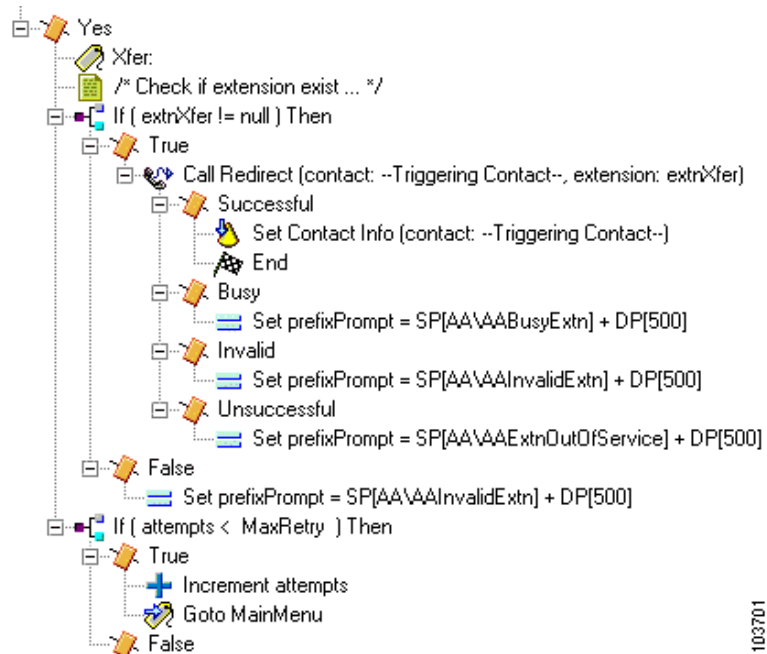 Yes
Xfer:
/* Check if extension exist ... */
If ( extnXfer != null ) Then
True
Call Redirect (contact: --Triggering Contact--, extension: extnXfer)
Successful
Set Contact Info (contact: --Triggering Contact--)
End
Busy
Set prefixPrompt = SP[AA\AABusyExtn] + DP[500]
Invalid
Set prefixPrompt = SP[AA\AAInvalidExtn] + DP[500]
Unsuccessful
Set prefixPrompt = SP[AA\AAExtnOutOfService] + DP[500]
False
Set prefixPrompt = SP[AA\AAInvalidExtn] + DP[500]
If ( attempts < MaxRetry ) Then
True
Increment attempts
Goto MainMenu
False
103701